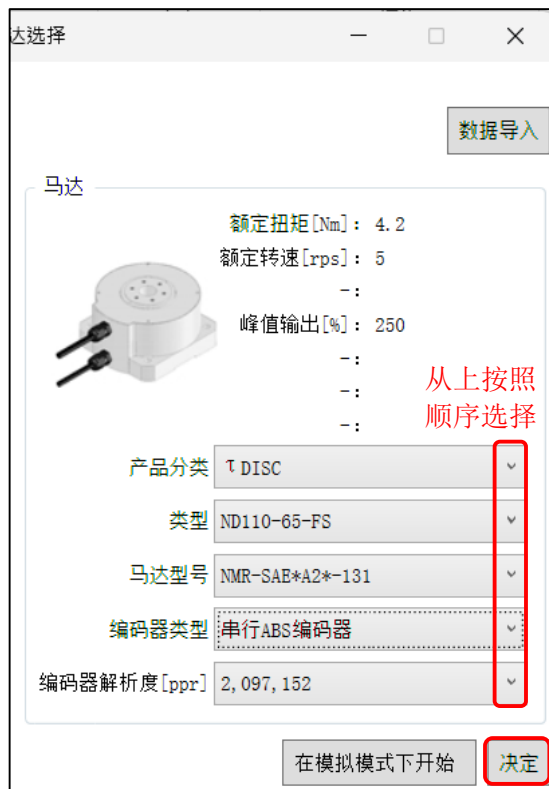 达选择
数据导入
马达
额定扭矩[Nm]: 4.2
额定转速[rps]: 5
-:
峰值输出[%]: 250
-:
-:
-:
从上按照
顺序选择
产品分类 τDISC
类型 ND110-65-FS
马达型号 NMR-SAE*A2*-131
编码器类型 串行ABS编码器
编码器解析度[ppr] 2,097,152
在模拟模式下开始 决定